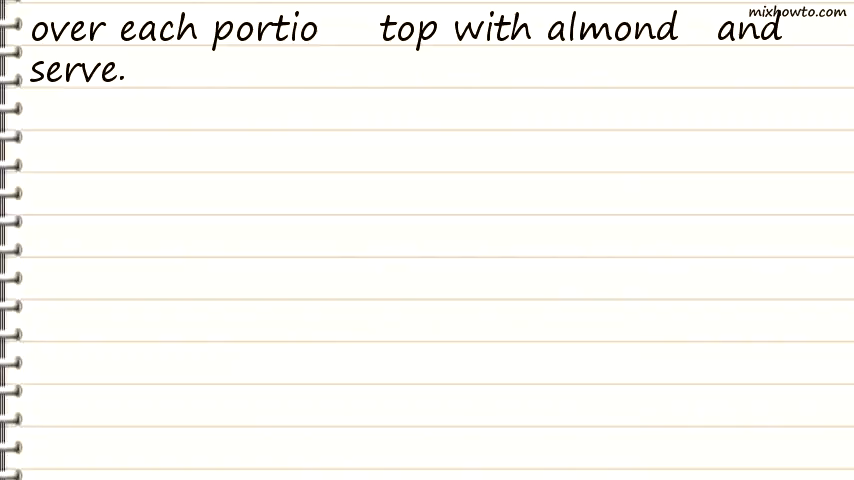 mixhowto.com
over each portio top with almond and
serve.